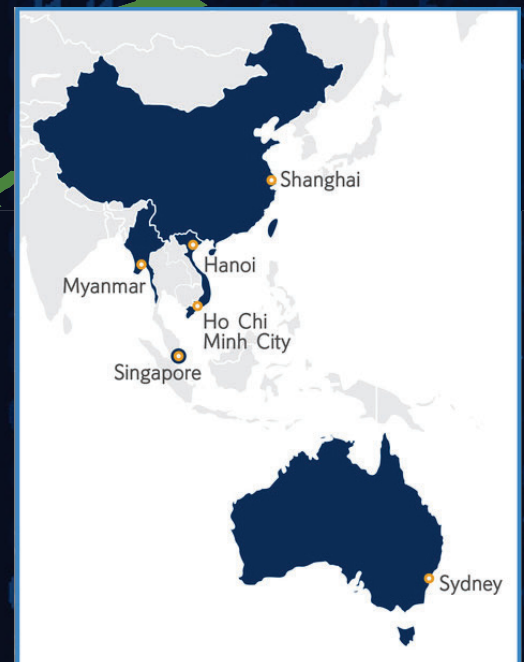 Shanghai
Hanoi
Myanmar
Ho Chi
Minh City
Singapore
Sydney